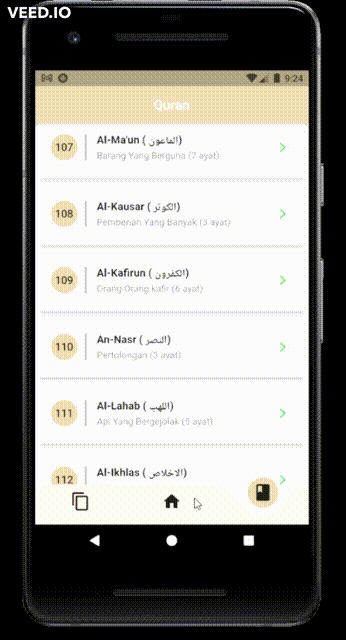 VEED.IO
9:24
Quran
107
Al-Ma'un ( الماعون)
Barang Yang Berguna (7 ayat)
108
Al-Kausar ( الكوثر)
Pemberian Yang Banyak (3 ayat)
109
Al-Kafirun ( الكفرون)
Orang-Orang kafir (6 ayat)
110
An-Nasr ( النصر)
Pertolongan (3 ayat)
111
Al-Lahab ( اللهب)
Api Yang Bergejolak (5 ayat)
112
Al-Ikhlas ( الاخلاص)